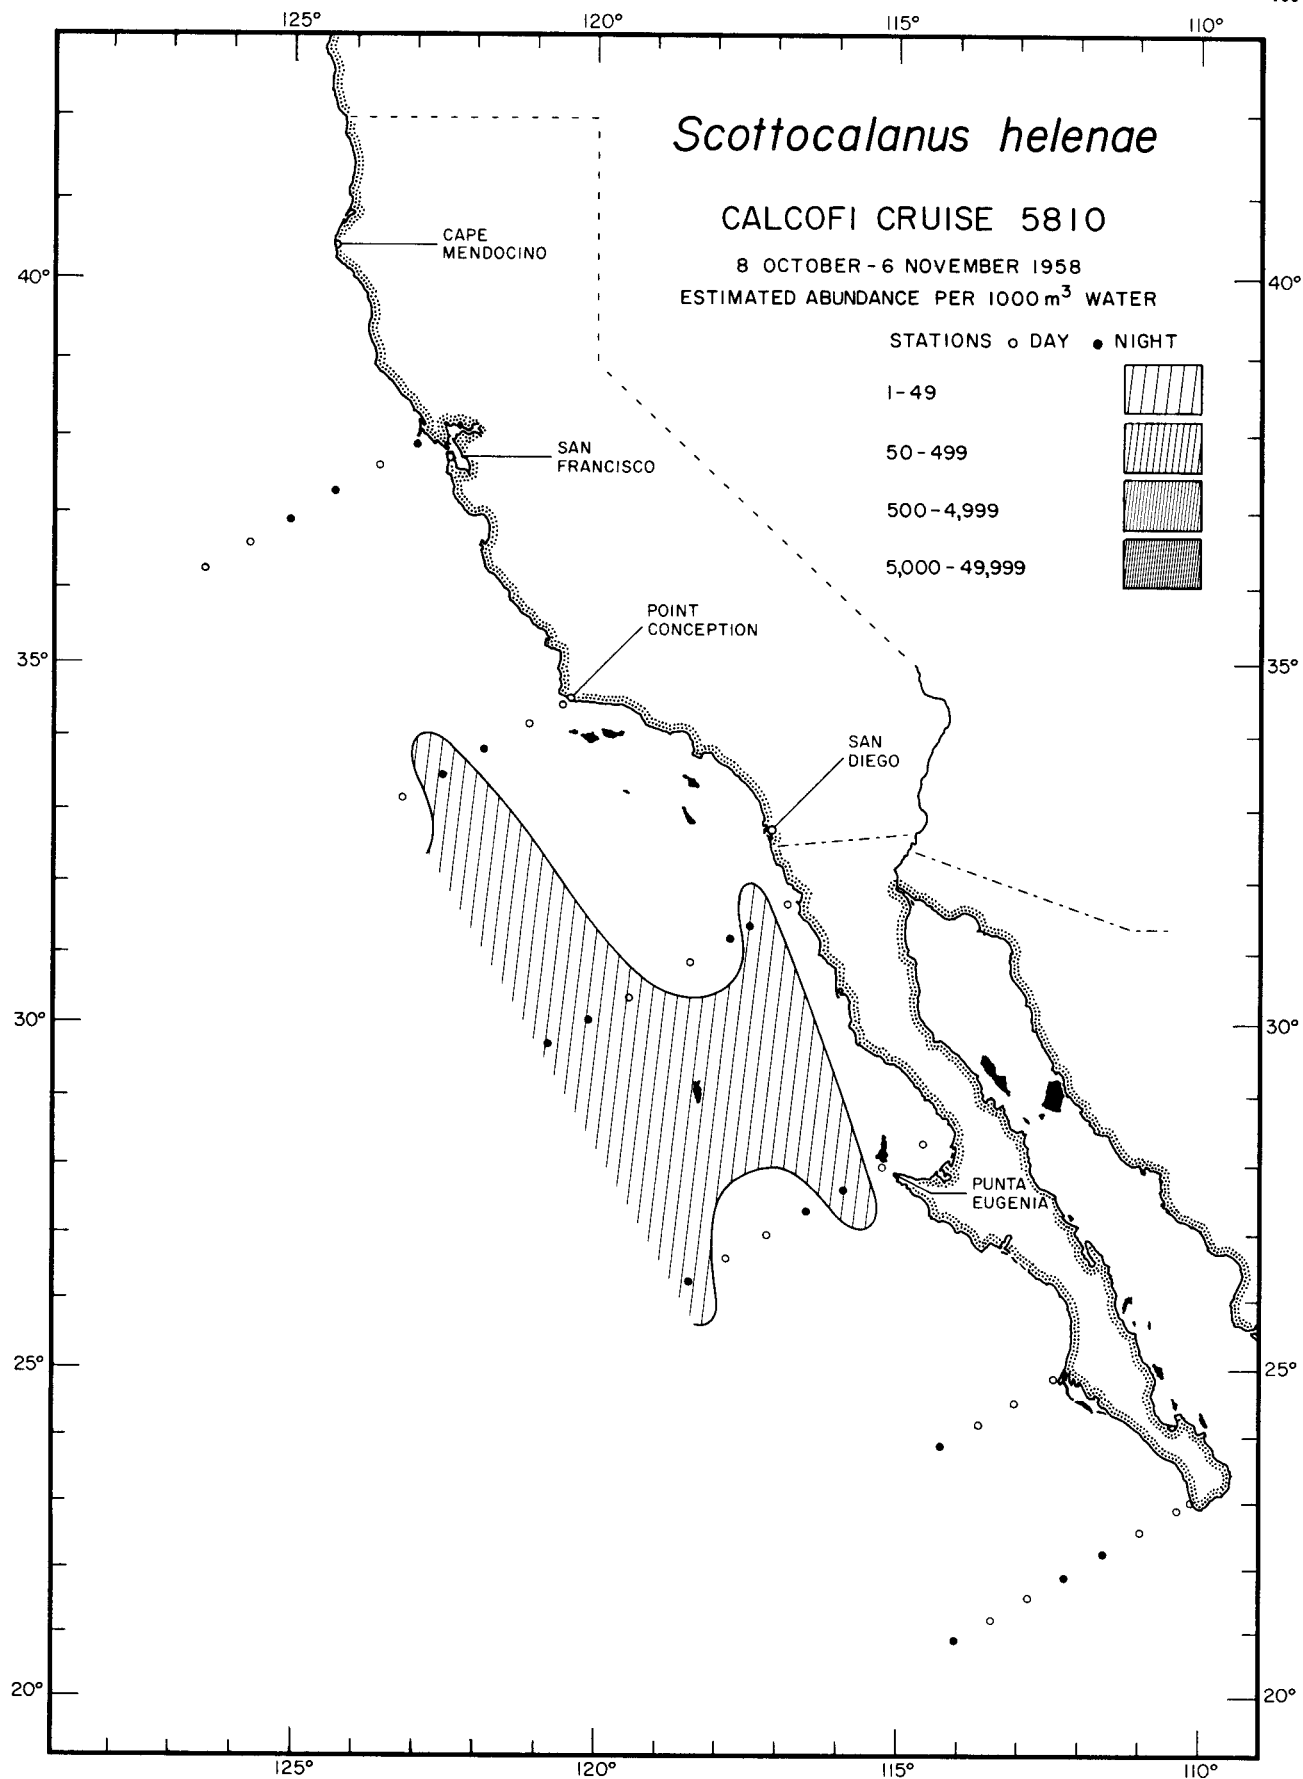 125° 120° 115° 110°
Scottocalanus helenae
CALCOFI CRUISE 5810
8 OCTOBER - 6 NOVEMBER 1958
ESTIMATED ABUNDANCE PER 1000 m³ WATER
STATIONS ○ DAY ● NIGHT
1-49
50-499
500-4,999
5,000-49,999
CAPE
MENDOCINO
40° 40°
SAN
FRANCISCO
POINT
CONCEPTION
35° 35°
SAN
DIEGO
30° 30°
PUNTA
EUGENIA
25° 25°
20° 20°
125° 120° 115° 110°